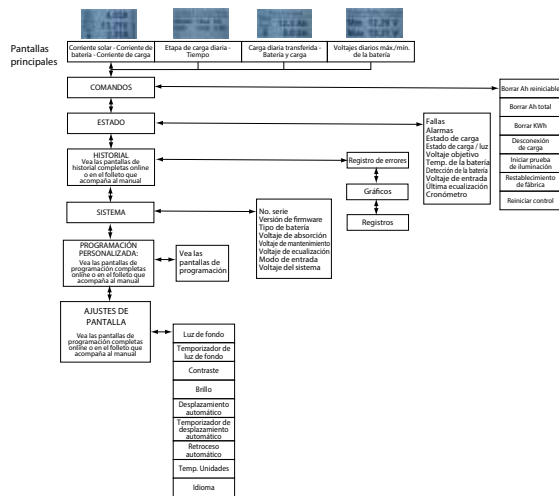 Pantallas
principales
Corriente solar - Corriente de
batería - Corriente de carga
Etapa de carga diaria -
Tiempo
Carga diaria transferida -
Batería y carga
Voltajes diarios máx./mín.
de la batería
COMANDOS
Borrar Ah reiniciable
Borrar Ah total
Borrar KWh
Desconexión
de carga
Iniciar prueba
de iluminación
Restablecimiento
de fábrica
Reiniciar control
ESTADO
Fallas
Alarmas
Estado de carga
Estado de carga / luz
Voltaje objetivo
Temp. de la batería
Detección de la batería
Voltaje de entrada
Última ecualización
Cronómetro
HISTORIAL
Vea las pantallas de
historial completas online
o en el folleto que
acompaña al manual
Registro de errores
Gráficos
Registros
SISTEMA
No. serie
Versión de firmware
Tipo de batería
Voltaje de absorción
Voltaje de mantenimiento
Voltaje de ecualización
Modo de entrada
Voltaje del sistema
PROGRAMACIÓN
PERSONALIZADA:
Vea las pantallas de
programación completas
online o en el folleto que
acompaña al manual
Vea las
pantallas de
programación
AJUSTES DE
PANTALLA
Vea las pantallas de
programación completas
online o en el folleto que
acompaña al manual
Luz de fondo
Temporizador de
luz de fondo
Contraste
Brillo
Desplazamiento
automático
Temporizador de
desplazamiento
automático
Retroceso
automático
Temp. Unidades
Idioma